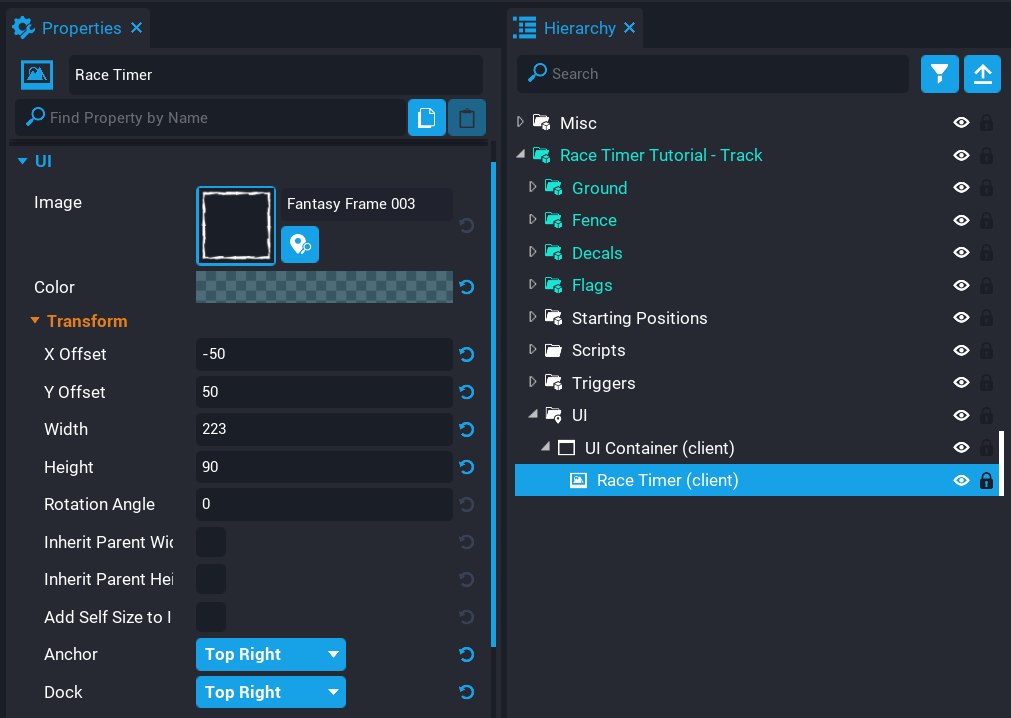 Properties
Race Timer
Find Property by Name
UI
Image
Fantasy Frame 003
Color
Transform
X Offset -50
Y Offset 50
Width 223
Height 90
Rotation Angle 0
Inherit Parent Wi
Inherit Parent Hei
Add Self Size to I
Anchor Top Right
Dock Top Right
Hierarchy
Search
Misc
Race Timer Tutorial - Track
Ground
Fence
Decals
Flags
Starting Positions
Scripts
Triggers
UI
UI Container (client)
Race Timer (client)